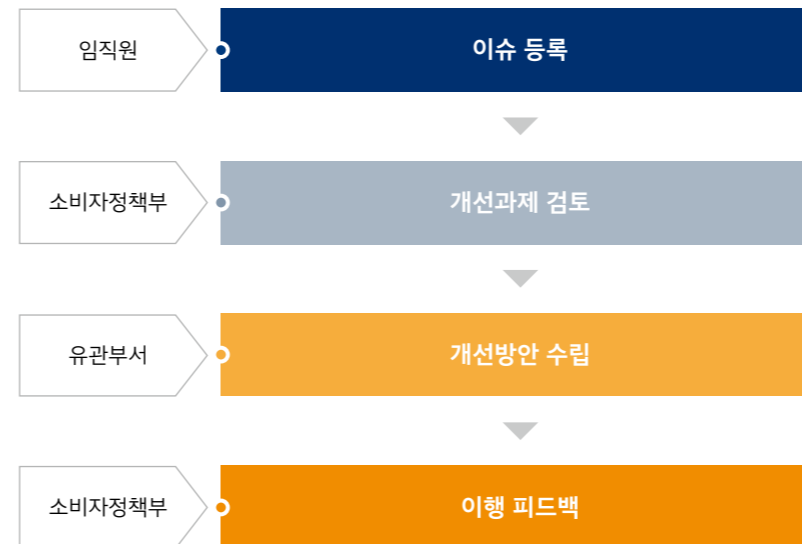 임직원
이슈 등록
소비자정책부
개선과제 검토
유관부서
개선방안 수립
소비자정책부
이행 피드백